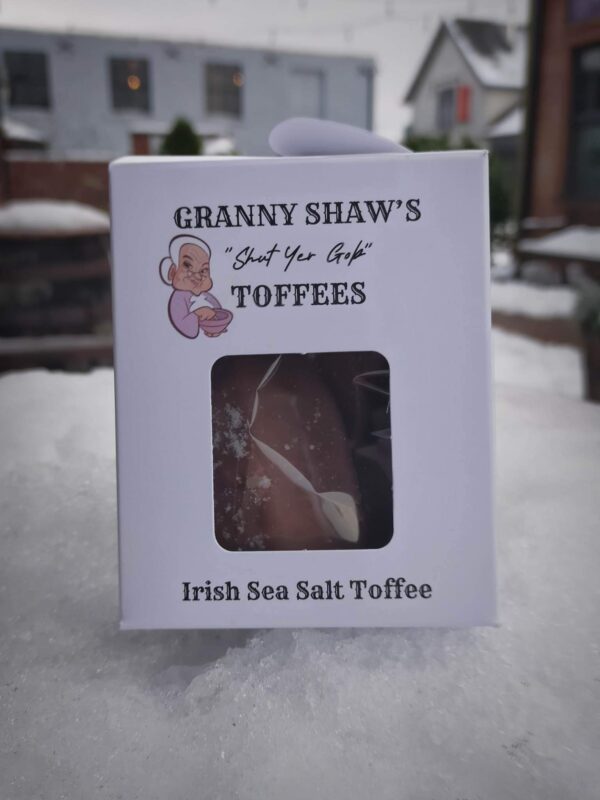 GRANNY SHAW'S
"Shut Yer Gob"
TOFFEES
Irish Sea Salt Toffee